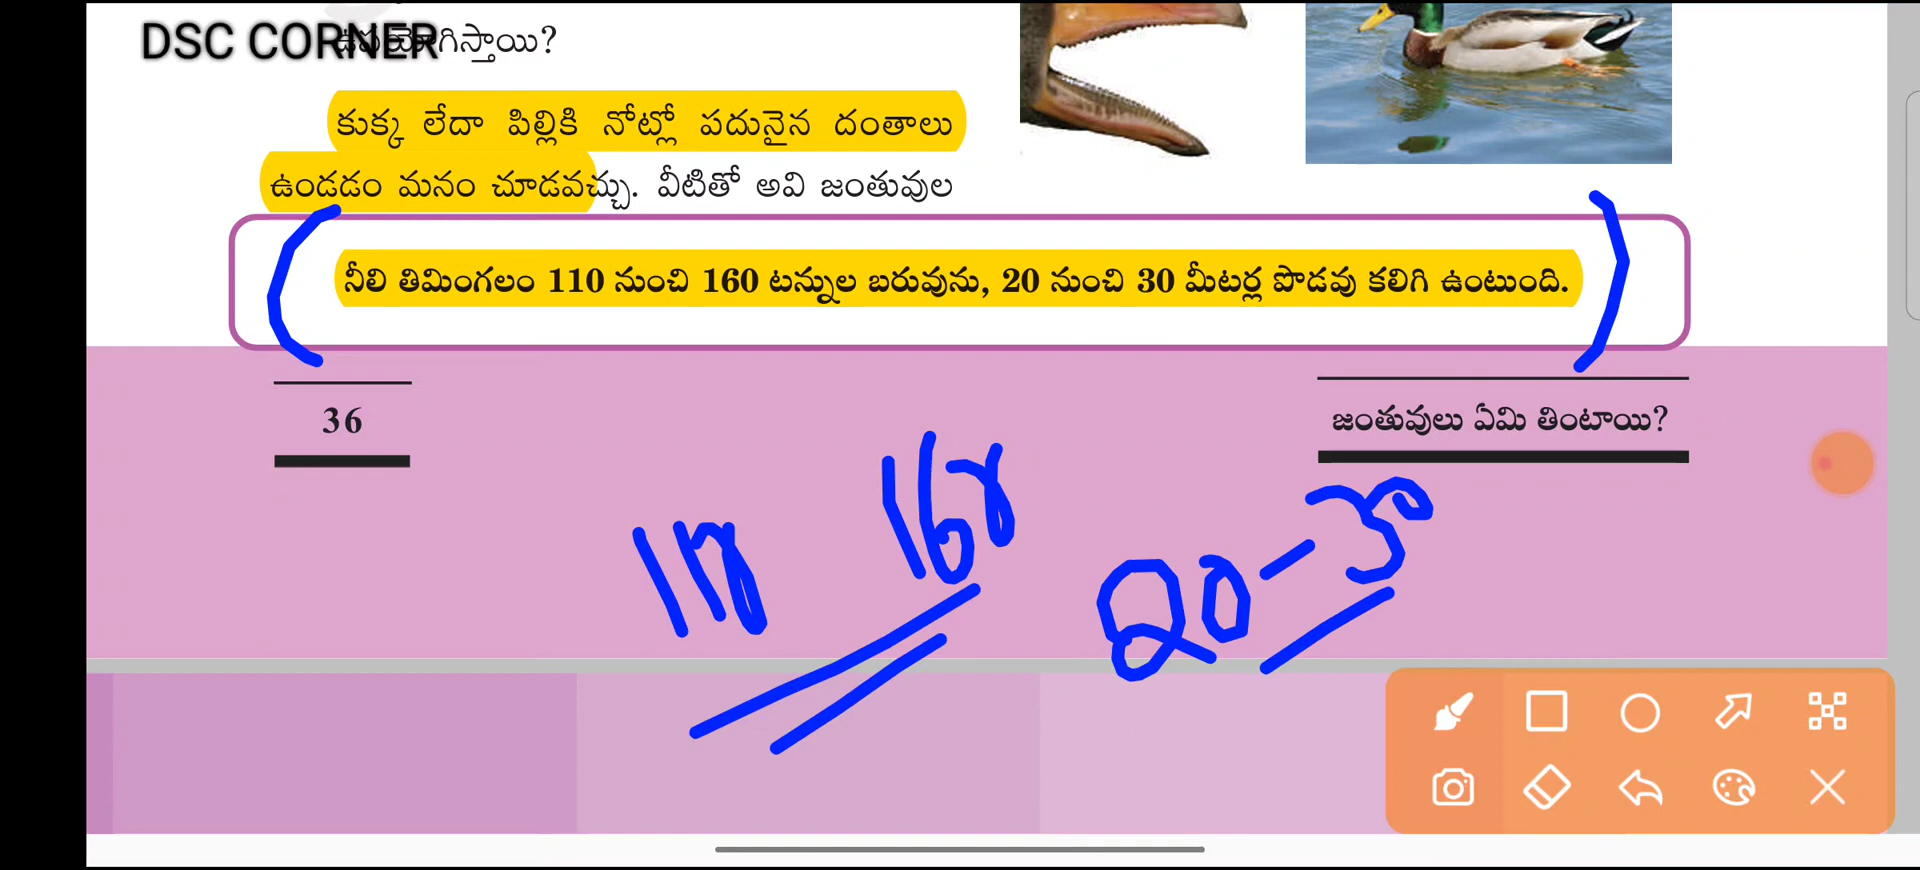 DSC CORNER
ఉపయోగిస్తాయి?
కుక్క లేదా పిల్లికి నోట్లో పదునైన దంతాలు
ఉండడం మనం చూడవచ్చు. వీటితో అవి జంతువుల
నీలి తిమింగలం 110 నుంచి 160 టన్నుల బరువును, 20 నుంచి 30 మీటర్ల పొడవు కలిగి ఉంటుంది.
36
జంతువులు ఏమి తింటాయి?
110 160
20-30